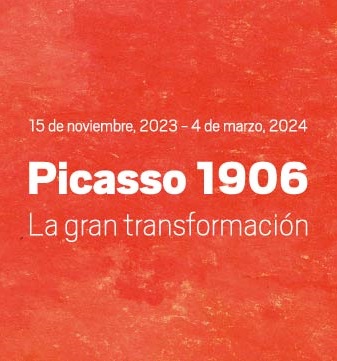 15 de noviembre, 2023 – 4 de marzo, 2024
Picasso 1906
La gran transformación